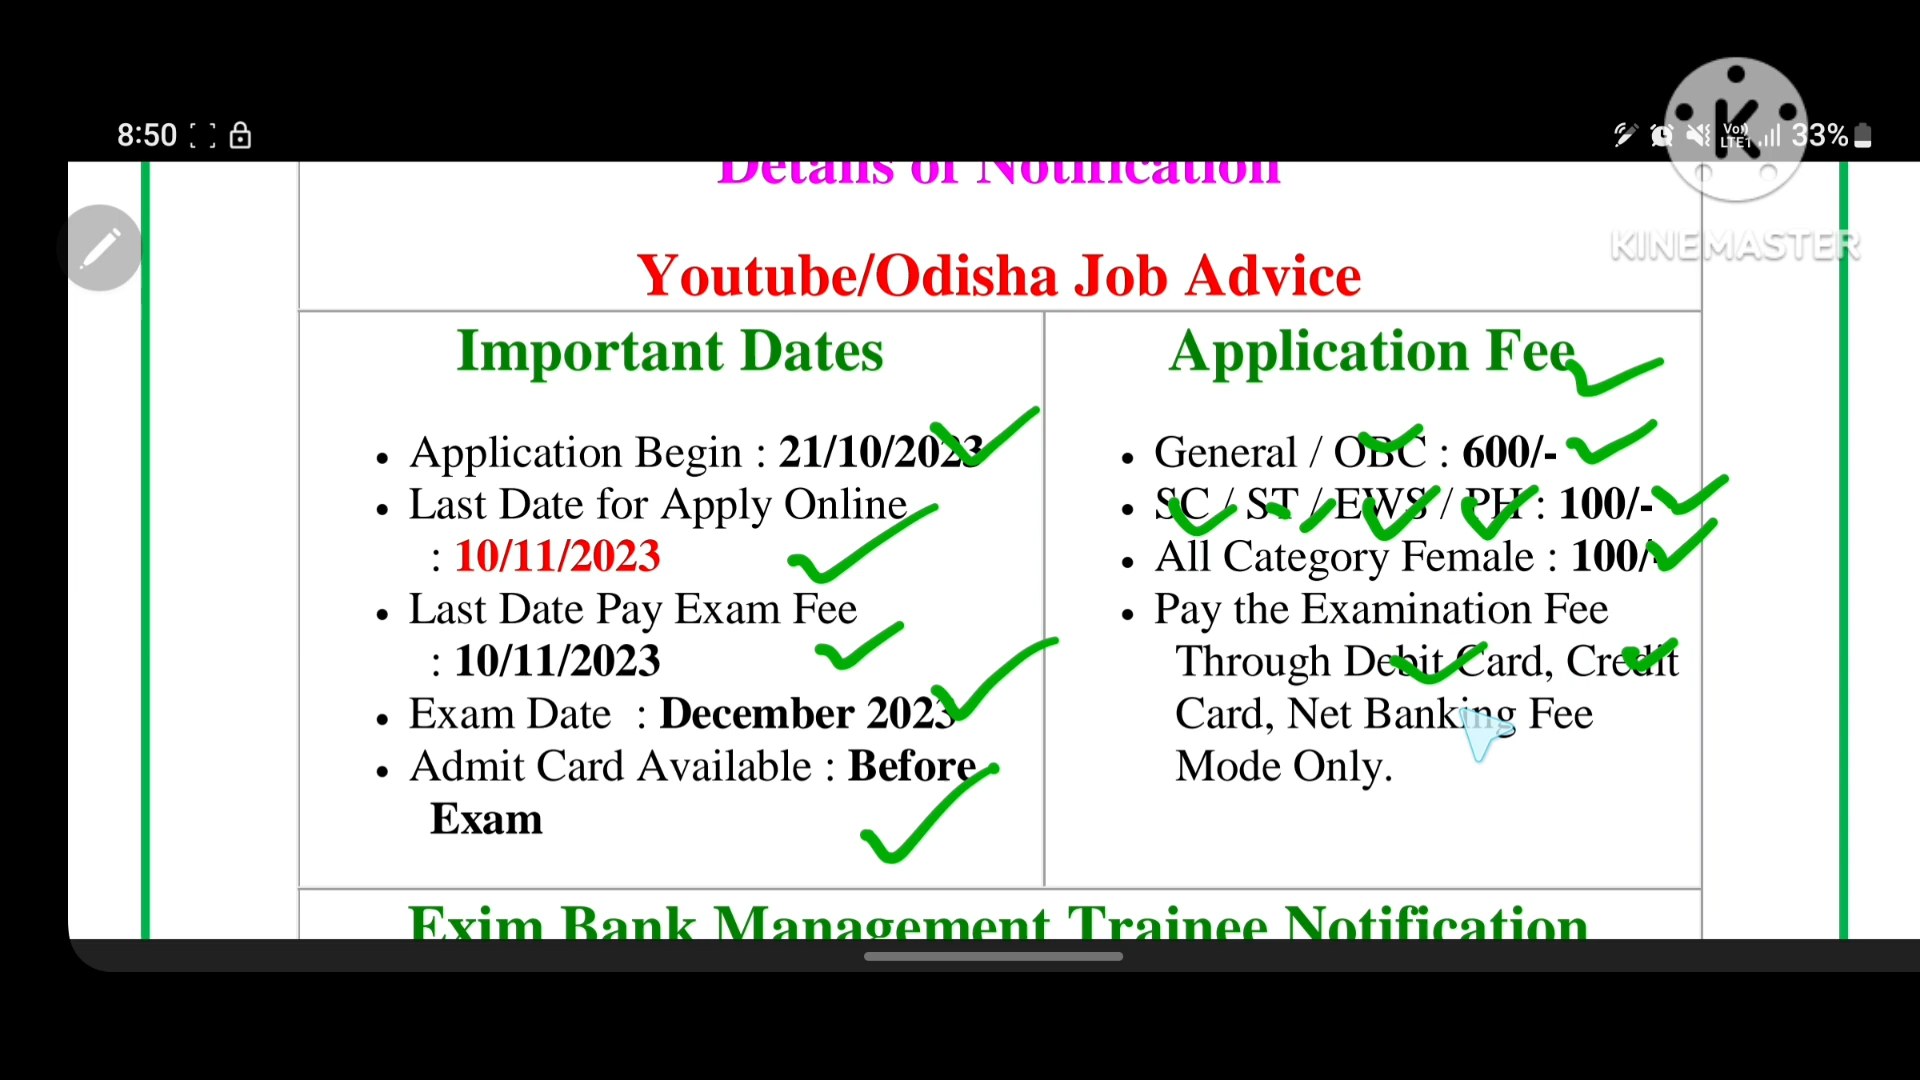 8:50
Vo)) LTE1 33%
KINEMASTER
Details of Notification
Youtube/Odisha Job Advice
Important Dates
• Application Begin : 21/10/2023
• Last Date for Apply Online
: 10/11/2023
• Last Date Pay Exam Fee
: 10/11/2023
• Exam Date : December 2023
• Admit Card Available : Before
Exam
Application Fee
• General / OBC : 600/-
• SC / ST / EWS / PH : 100/-
• All Category Female : 100/-
• Pay the Examination Fee
Through Debit Card, Credit
Card, Net Banking Fee
Mode Only.
Exim Bank Management Trainee Notification